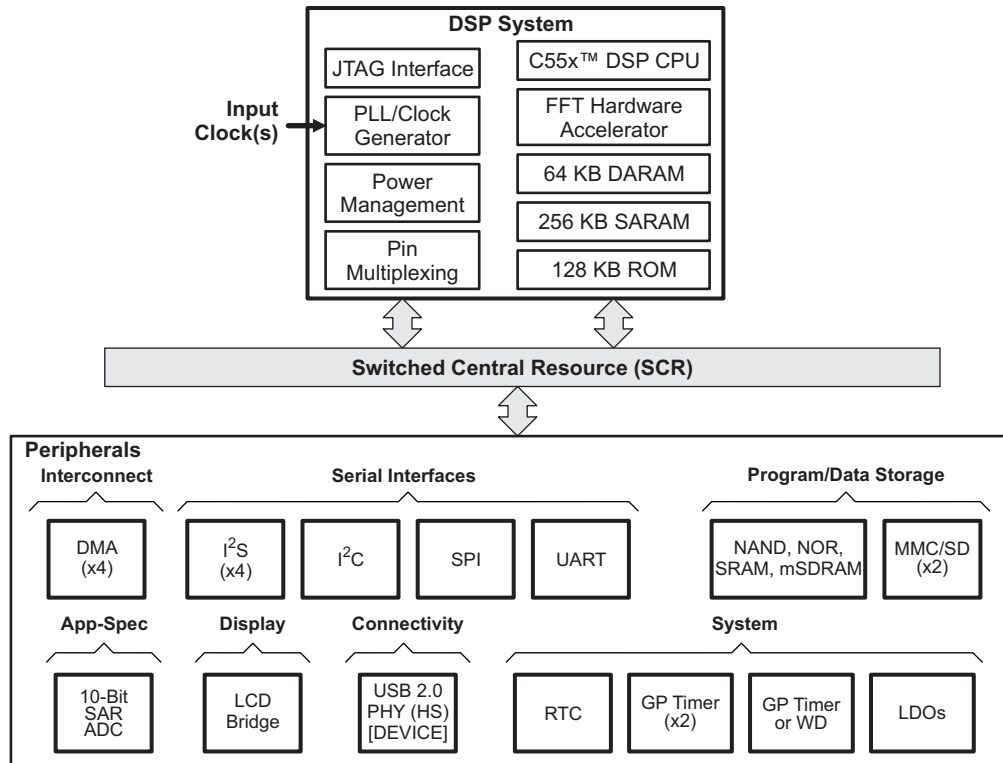 DSP System
JTAG Interface
C55x™ DSP CPU
Input
Clock(s)
PLL/Clock
Generator
FFT Hardware
Accelerator
Power
Management
64 KB DARAM
256 KB SARAM
Pin
Multiplexing
128 KB ROM
Switched Central Resource (SCR)
Peripherals
Interconnect
Serial Interfaces
Program/Data Storage
DMA
(x4)
I²S
(x4)
I²C
SPI
UART
NAND, NOR,
SRAM, mSDRAM
MMC/SD
(x2)
App-Spec
Display
Connectivity
System
10-Bit
SAR
ADC
LCD
Bridge
USB 2.0
PHY (HS)
[DEVICE]
RTC
GP Timer
(x2)
GP Timer
or WD
LDOs